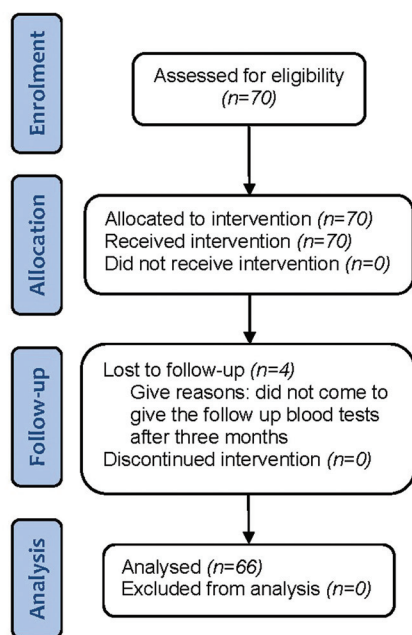 Enrolment
Assessed for eligibility
(n=70)
Allocation
Allocated to intervention (n=70)
Received intervention (n=70)
Did not receive intervention (n=0)
Follow-up
Lost to follow-up (n=4)
Give reasons: did not come to
give the follow up blood tests
after three months
Discontinued intervention (n=0)
Analysis
Analysed (n=66)
Excluded from analysis (n=0)